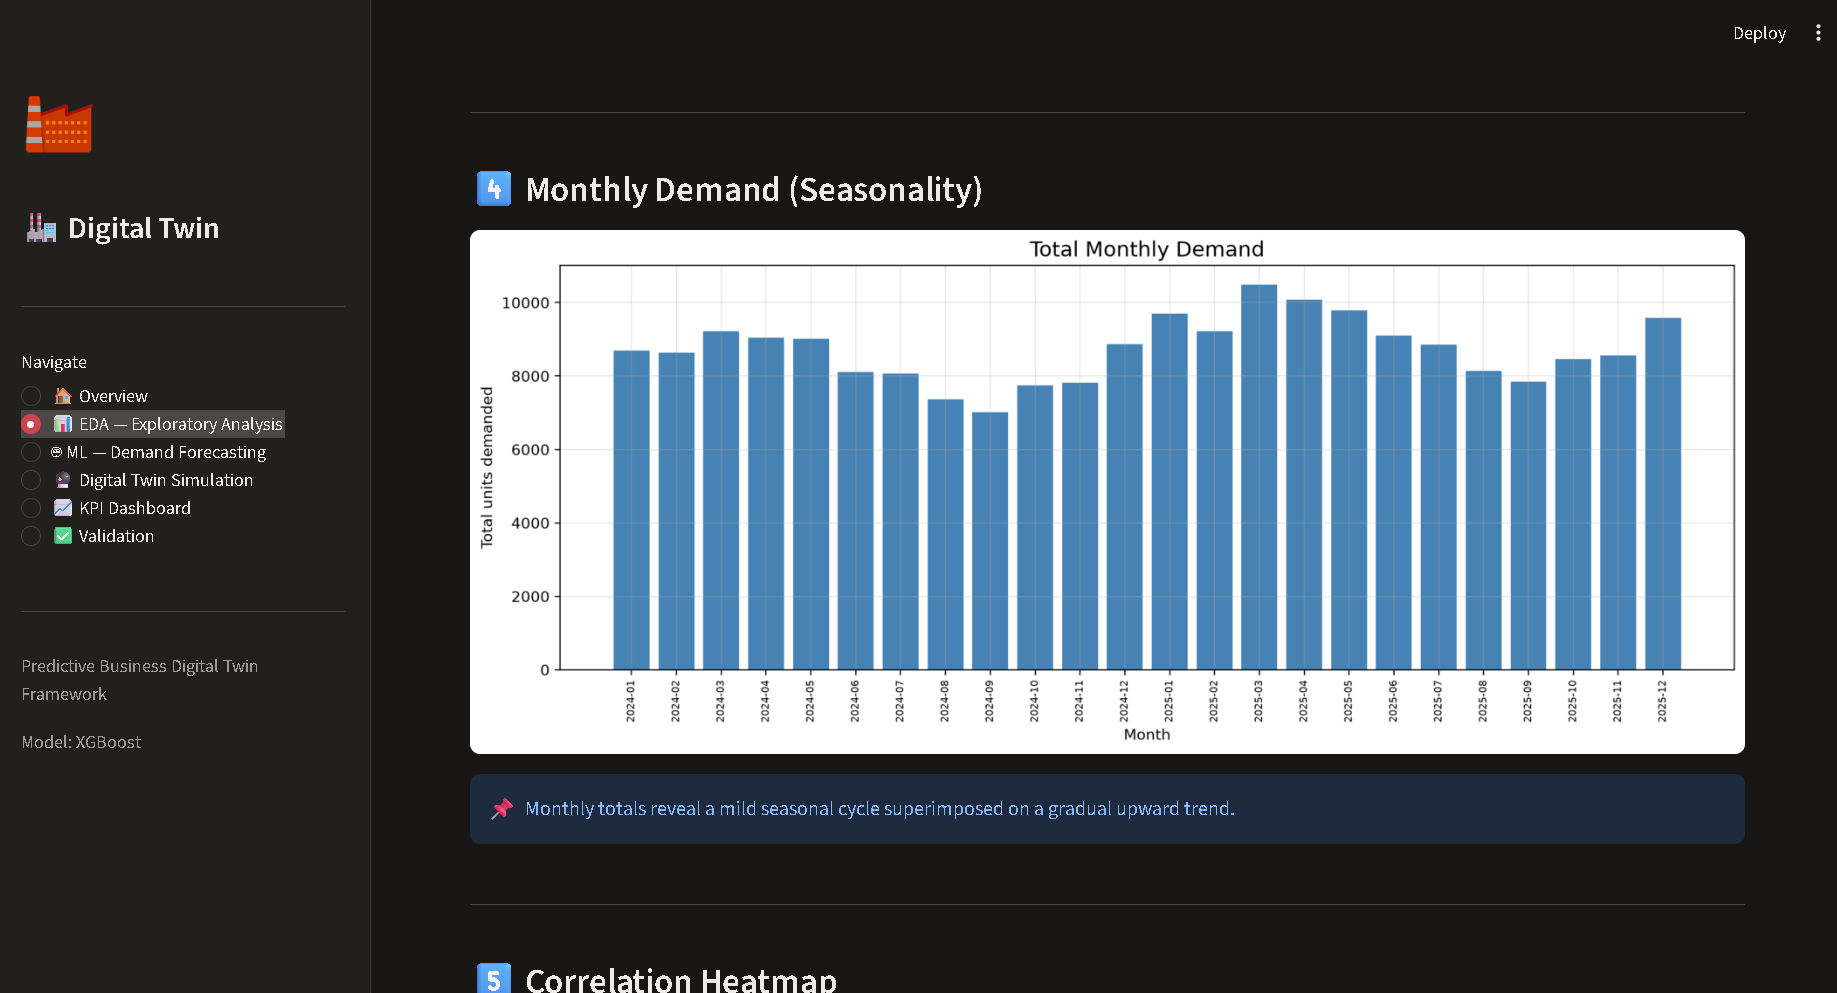 Deploy
Digital Twin
Navigate
Overview
EDA — Exploratory Analysis
ML — Demand Forecasting
Digital Twin Simulation
KPI Dashboard
Validation
Predictive Business Digital Twin
Framework
Model: XGBoost
4 Monthly Demand (Seasonality)
Total Monthly Demand
Total units demanded
10000
8000
6000
4000
2000
0
2024-01
2024-02
2024-03
2024-04
2024-05
2024-06
2024-07
2024-08
2024-09
2024-10
2024-11
2024-12
2025-01
2025-02
2025-03
2025-04
2025-05
2025-06
2025-07
2025-08
2025-09
2025-10
2025-11
2025-12
Month
Monthly totals reveal a mild seasonal cycle superimposed on a gradual upward trend.
5 Correlation Heatmap